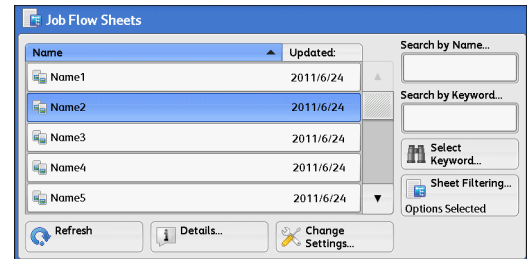 Job Flow Sheets
Name Updated:
Name1 2011/6/24
Name2 2011/6/24
Name3 2011/6/24
Name4 2011/6/24
Name5 2011/6/24
Refresh
Details...
Change
Settings...
Search by Name...
Search by Keyword...
Select
Keyword...
Sheet Filtering...
Options Selected